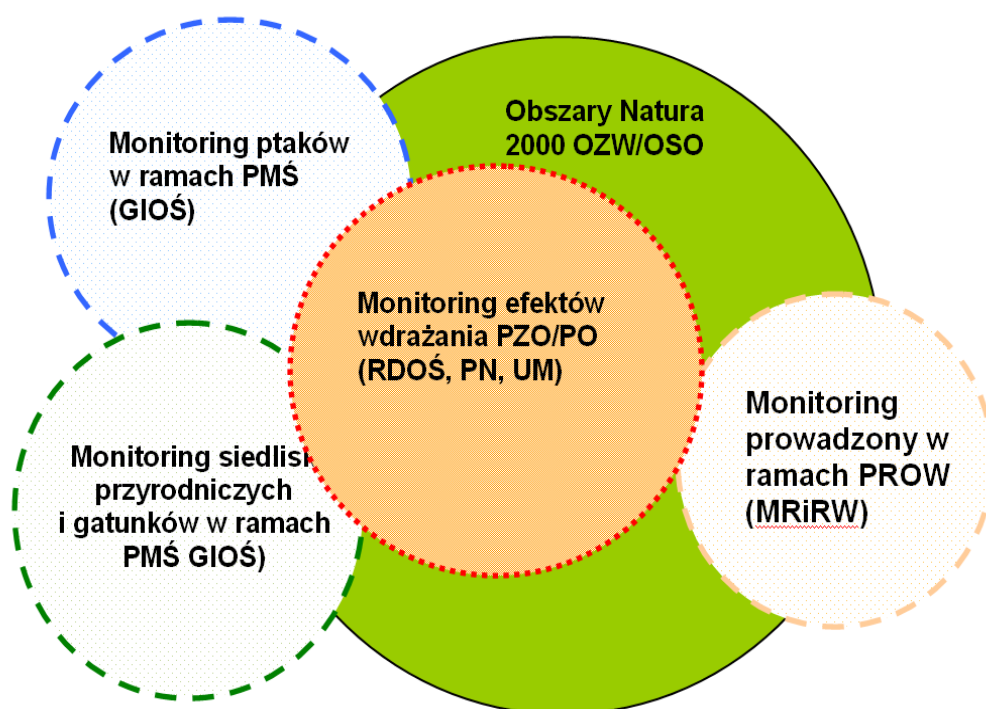 Monitoring ptaków
w ramach PMŚ
(GIOŚ)
Obszary Natura
2000 OZW/OSO
Monitoring efektów
wdrażania PZO/PO
(RDOŚ, PN, UM)
Monitoring siedlisk
przyrodniczych
i gatunków w ramach
PMŚ GIOŚ)
Monitoring
prowadzony w
ramach PROW
(MRiRW)